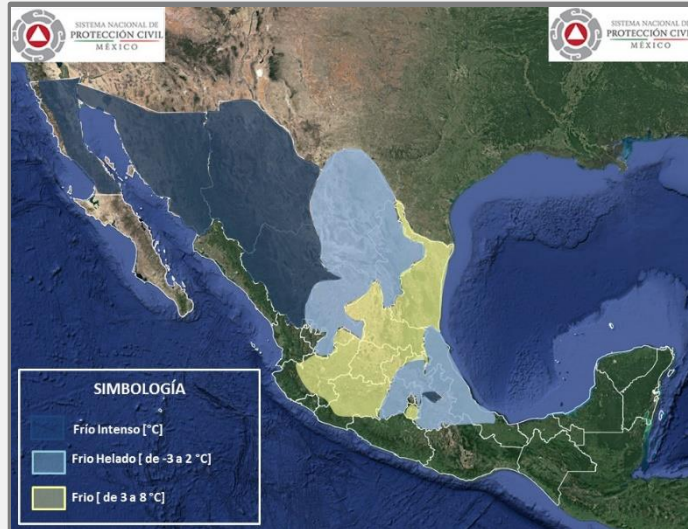 SISTEMA NACIONAL DE
PROTECCIÓN CIVIL
MÉXICO
SISTEMA NACIONAL DE
PROTECCIÓN CIVIL
MÉXICO
SIMBOLOGÍA
Frío Intenso [°C]
Frio Helado [ de -3 a 2 °C]
Frio [ de 3 a 8 °C]